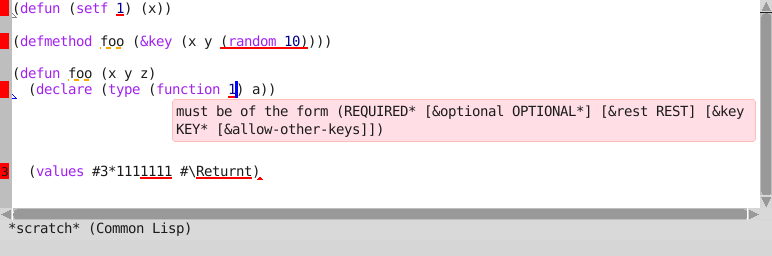 (defun (setf 1) (x))
(defmethod foo (&key (x y (random 10))))
(defun foo (x y z)
(declare (type (function 1) a))
must be of the form (REQUIRED* [&optional OPTIONAL*] [&rest REST] [&key
KEY* [&allow-other-keys]])
3 (values #3*1111111 #\Returnt)
*scratch* (Common Lisp)